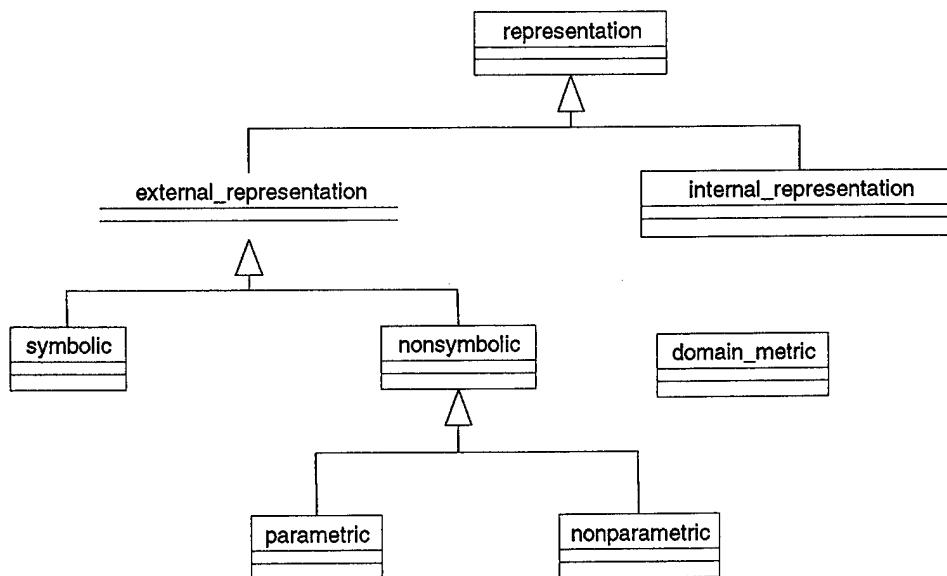 representation
external_representation
internal_representation
symbolic
nonsymbolic
domain_metric
parametric
nonparametric